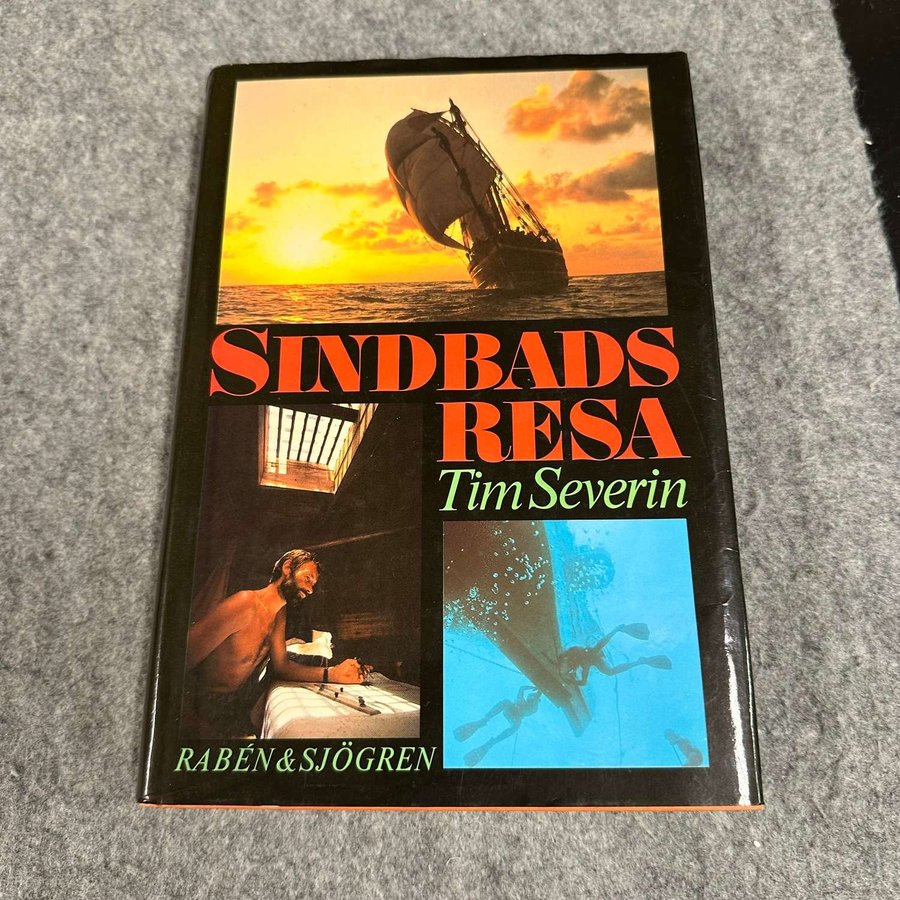 SINDBADS
RESA
Tim Severin
RABÉN & SJÖGREN